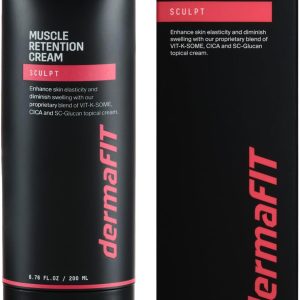 MUSCLE
RETENTION
CREAM
SCULPT
Enhance skin elasticity and
diminish swelling with our
proprietary blend of
VIT-K-SOME, CICA and SC-Glucan
topical cream.
dermaFIT
6.76 FL.OZ / 200 ML
SCULPT
Enhance skin elasticity and diminish
swelling with our proprietary blend of
VIT-K-SOME, CICA and SC-Glucan
topical cream.
dermaFIT